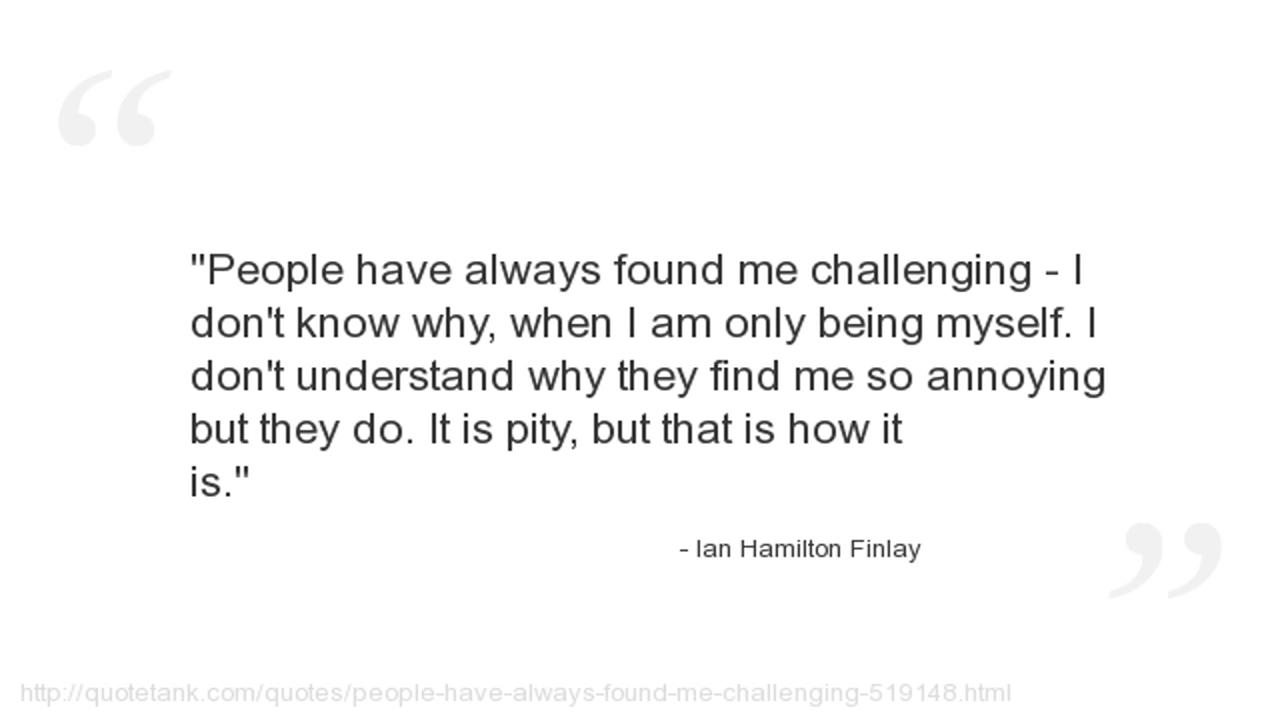 "People have always found me challenging - I
don't know why, when I am only being myself. I
don't understand why they find me so annoying
but they do. It is pity, but that is how it
is."
- Ian Hamilton Finlay
http://quotetank.com/quotes/people-have-always-found-me-challenging-519148.html